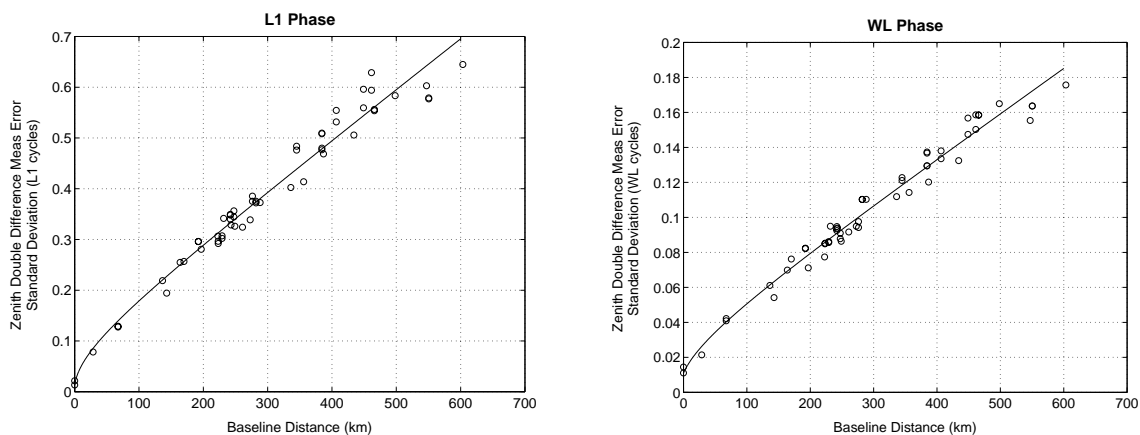 L1 Phase
Zenith Double Difference Meas Error
Standard Deviation (L1 cycles)
0.7
0.6
0.5
0.4
0.3
0.2
0.1
0
0 100 200 300 400 500 600 700
Baseline Distance (km)
WL Phase
Zenith Double Difference Meas Error
Standard Deviation (WL cycles)
0.2
0.18
0.16
0.14
0.12
0.1
0.08
0.06
0.04
0.02
0
0 100 200 300 400 500 600 700
Baseline Distance (km)